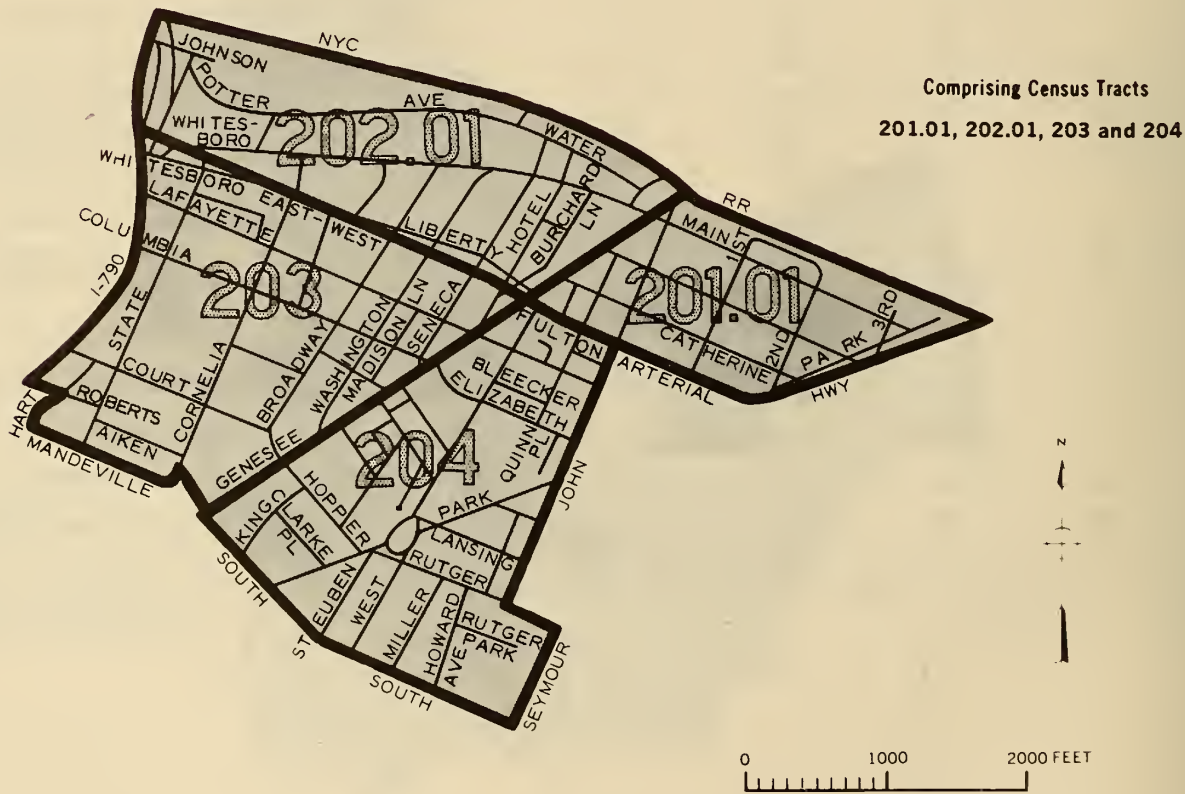 NYC
JOHNSON
POTTER AVE
Comprising Census Tracts
201.01, 202.01, 203 and 204
WHITES-
BORO
202.01
WATER
WHITESBORO EAST-WEST
LAFAYETTE
LIBERTY
HOTEL
BURCHARD
LN
RR
MAIN
1ST
COLUMBIA
I-790
STATE
203
201.01
CATHERINE
2ND
PARK
3RD
ARTERIAL HWY
FULTON
BROADWAY
WASHINGTON
MADISION LN
SENECA
BLEECKER
ELIZABETH
COURT
CORNELIA
HART
ROBERTS
AIKEN
MANDEVILLE
GENESEE
204
QUINN
PL
JOHN
N
HOPPER
PARK
KING
CLARKE
PL
LANSING
RUTGER
SOUTH
STEUBEN
WEST
MILLER
HOWARD
AVE
RUTGER
PARK
SOUTH
SEYMOUR
0 1000 2000 FEET